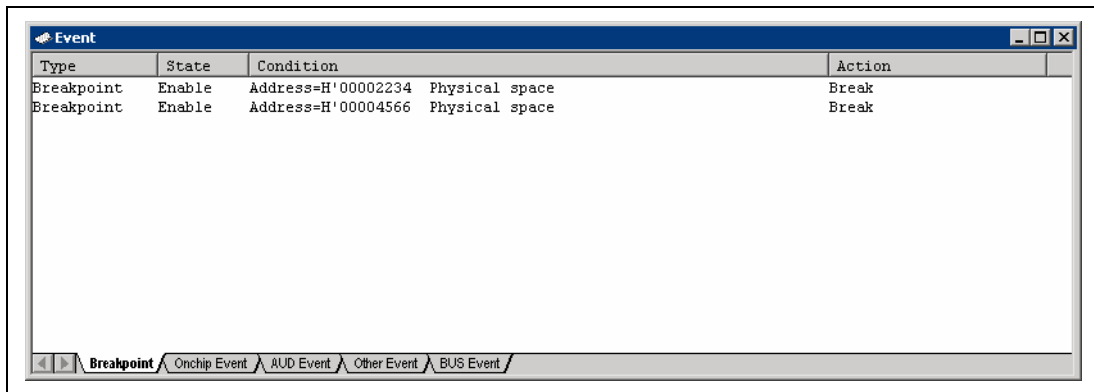 Event
Type State Condition Action
Breakpoint Enable Address=H'00002234 Physical space Break
Breakpoint Enable Address=H'00004566 Physical space Break
Breakpoint Onchip Event AUD Event Other Event BUS Event